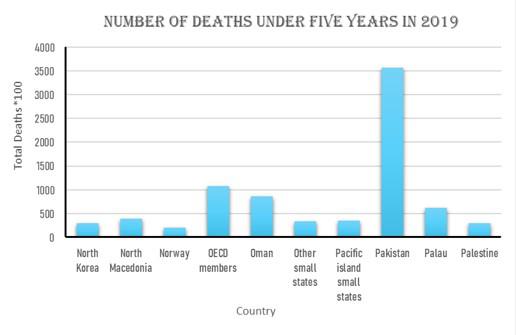 NUMBER OF DEATHS UNDER FIVE YEARS IN 2019
Total Deaths *100
4000
3500
3000
2500
2000
1500
1000
500
0
North
Korea
North
Macedonia
Norway
OECD
members
Oman
Other
small
states
Pacific
island
small
states
Pakistan
Palau
Palestine
Country